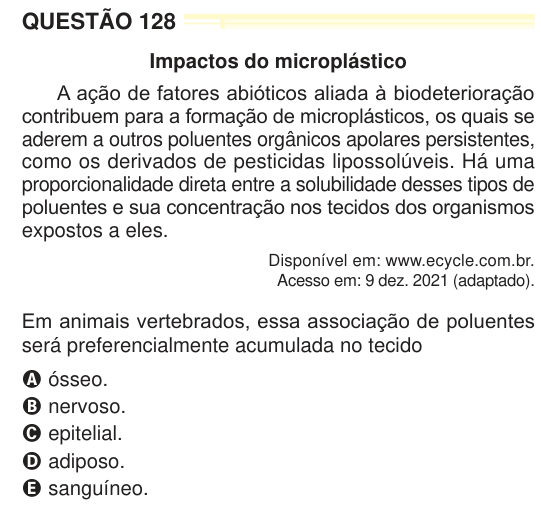 QUESTÃO 128
Impactos do microplástico
A ação de fatores abióticos aliada à biodeterioração
contribuem para a formação de microplásticos, os quais se
aderem a outros poluentes orgânicos apolares persistentes,
como os derivados de pesticidas lipossolúveis. Há uma
proporcionalidade direta entre a solubilidade desses tipos de
poluentes e sua concentração nos tecidos dos organismos
expostos a eles.
Disponível em: www.ecycle.com.br.
Acesso em: 9 dez. 2021 (adaptado).
Em animais vertebrados, essa associação de poluentes
será preferencialmente acumulada no tecido
A ósseo.
B nervoso.
C epitelial.
D adiposo.
E sanguíneo.